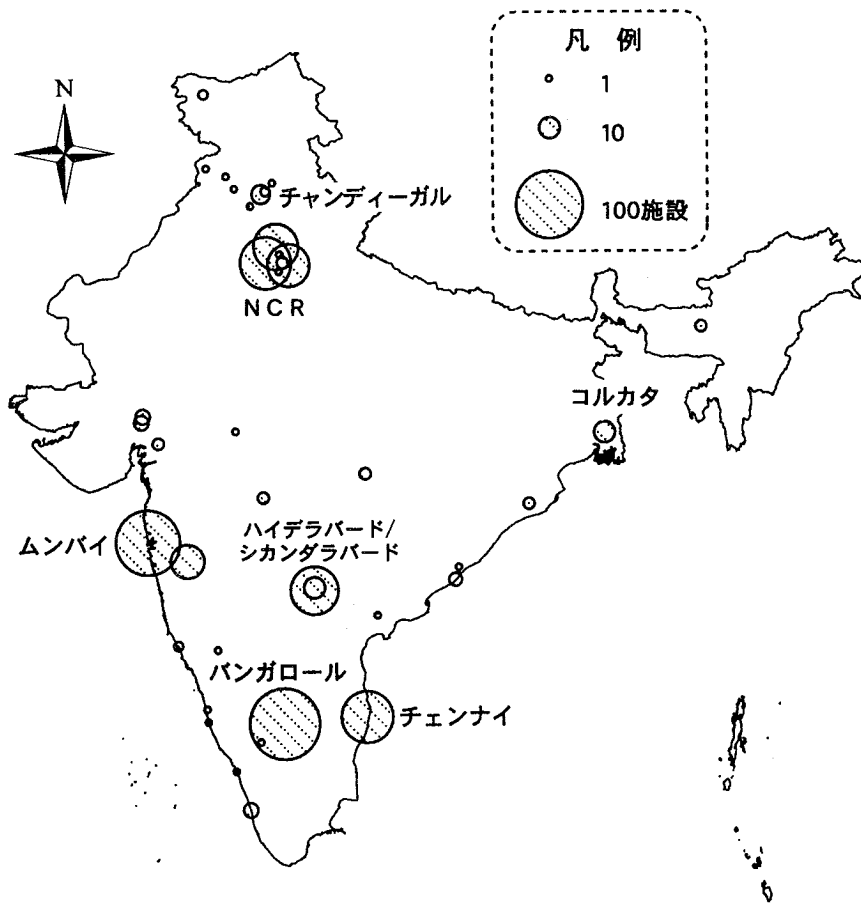 凡 例
1
10
100施設
N
チャンディーガル
NCR
コルカタ
ムンバイ
ハイデラバード/
シカンダラバード
バンガロール
チェンナイ